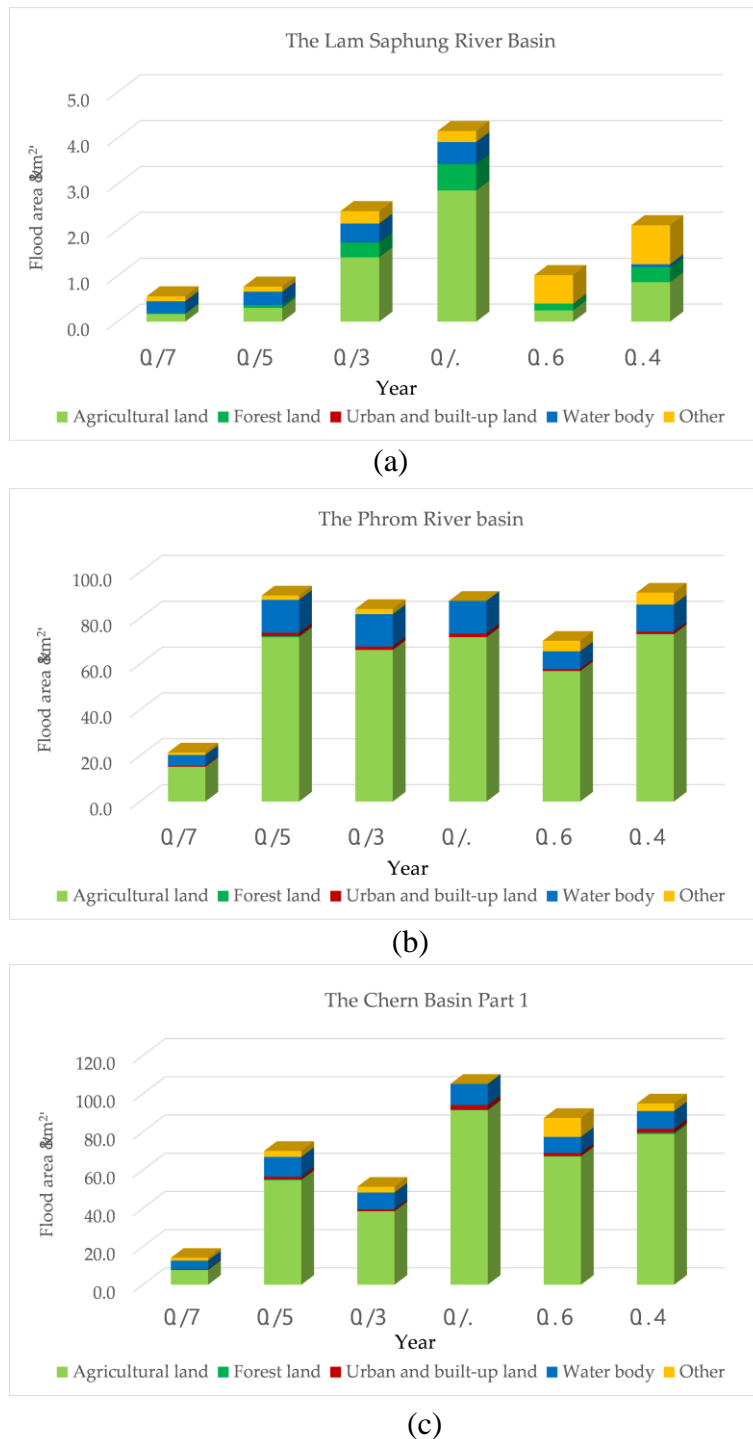 The Lam Saphung River Basin
5.0
4.0
3.0
2.0
1.0
0.0
Flood area &m²'
Q/7 Q/5 Q/3 Q/. Q.6 Q.4
Year
Agricultural land Forest land Urban and built-up land Water body Other
(a)
The Phrom River basin
100.0
80.0
60.0
40.0
20.0
0.0
Flood area &m²'
Q/7 Q/5 Q/3 Q/. Q.6 Q.4
Year
Agricultural land Forest land Urban and built-up land Water body Other
(b)
The Chern Basin Part 1
120.0
100.0
80.0
60.0
40.0
20.0
0.0
Flood area &m²'
Q/7 Q/5 Q/3 Q/. Q.6 Q.4
Year
Agricultural land Forest land Urban and built-up land Water body Other
(c)